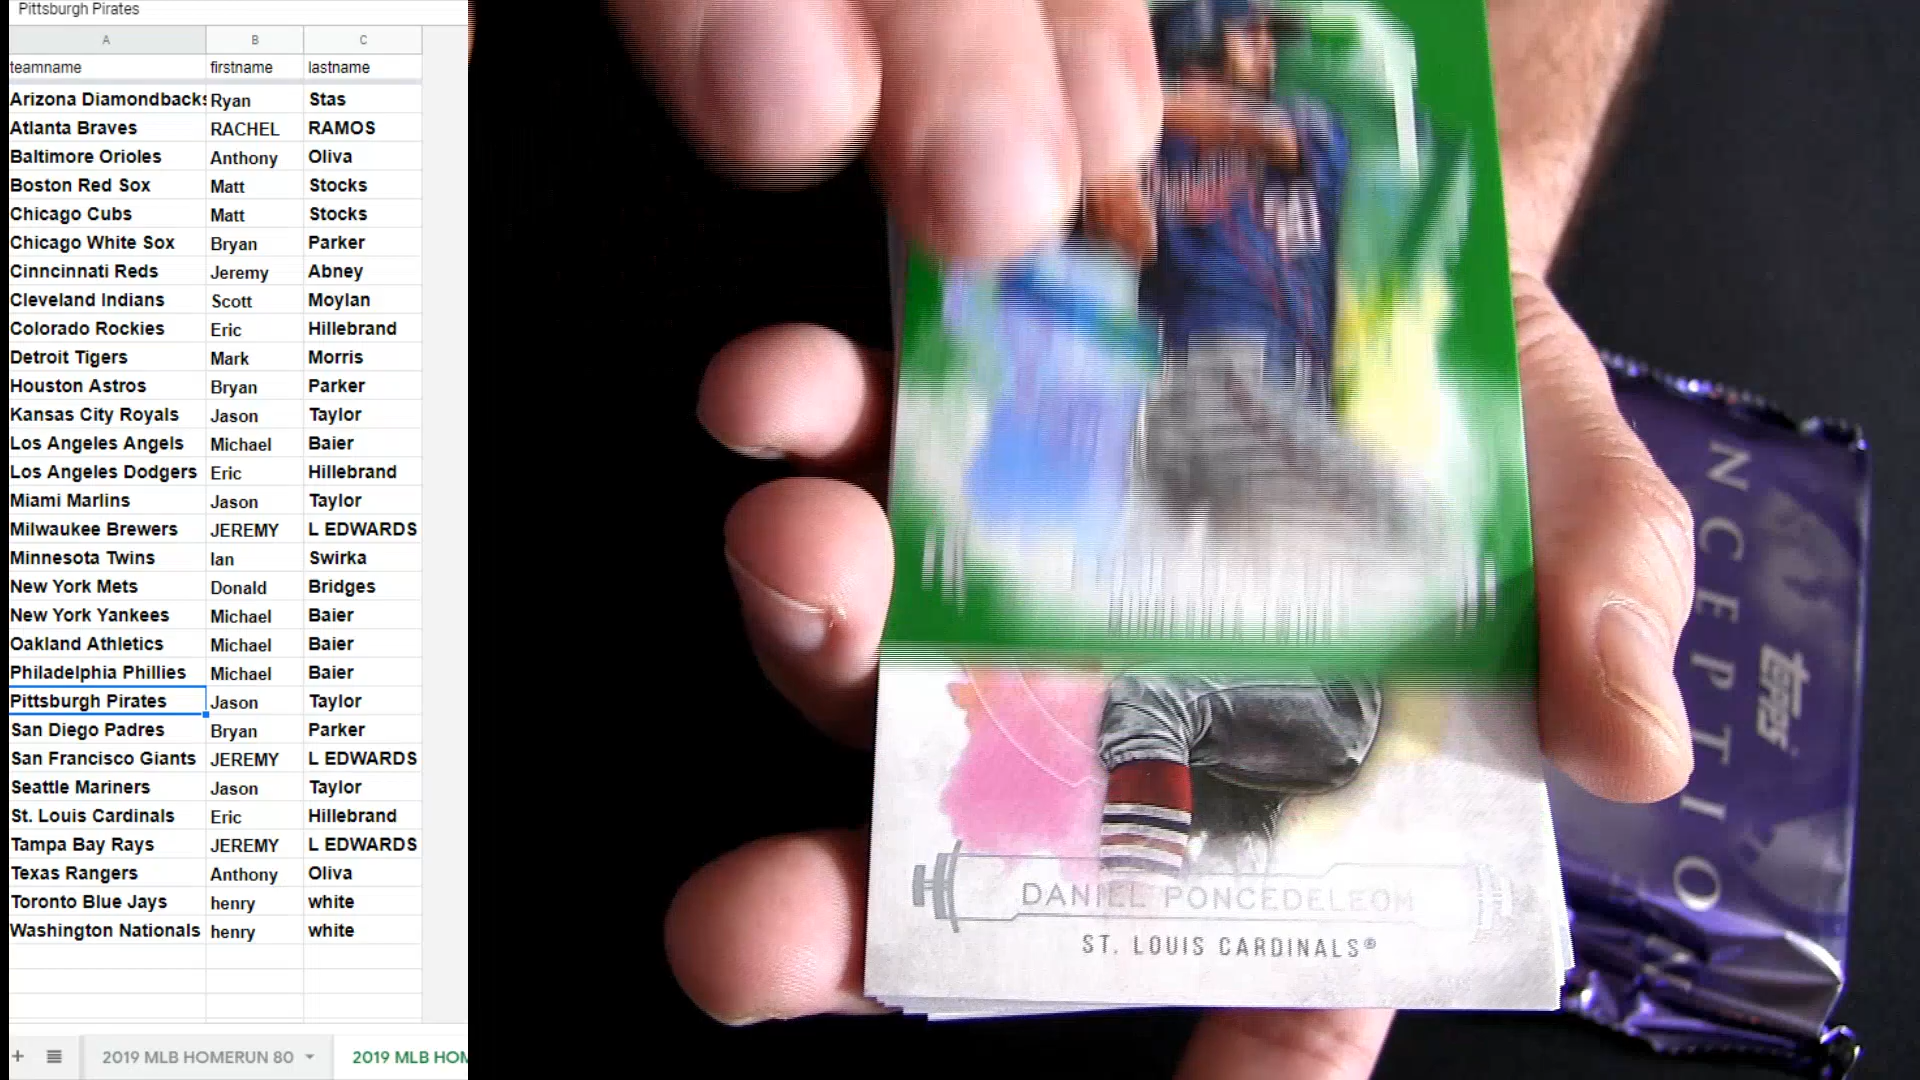 Pittsburgh Pirates
A B C
teamname firstname lastname
Arizona Diamondbacks Ryan Stas
Atlanta Braves RACHEL RAMOS
Baltimore Orioles Anthony Oliva
Boston Red Sox Matt Stocks
Chicago Cubs Matt Stocks
Chicago White Sox Bryan Parker
Cinncinnati Reds Jeremy Abney
Cleveland Indians Scott Moylan
Colorado Rockies Eric Hillebrand
Detroit Tigers Mark Morris
Houston Astros Bryan Parker
Kansas City Royals Jason Taylor
Los Angeles Angels Michael Baier
Los Angeles Dodgers Eric Hillebrand
Miami Marlins Jason Taylor
Milwaukee Brewers JEREMY L EDWARDS
Minnesota Twins Ian Swirka
New York Mets Donald Bridges
New York Yankees Michael Baier
Oakland Athletics Michael Baier
Philadelphia Phillies Michael Baier
Pittsburgh Pirates Jason Taylor
San Diego Padres Bryan Parker
San Francisco Giants JEREMY L EDWARDS
Seattle Mariners Jason Taylor
St. Louis Cardinals Eric Hillebrand
Tampa Bay Rays JEREMY L EDWARDS
Texas Rangers Anthony Oliva
Toronto Blue Jays henry white
Washington Nationals henry white
2019 MLB HOMERUN 80
2019 MLB HOM
MINNESOTA TWINS
DANIEL PONCEDELEON
ST. LOUIS CARDINALS®
TOPPS
NCEPTION